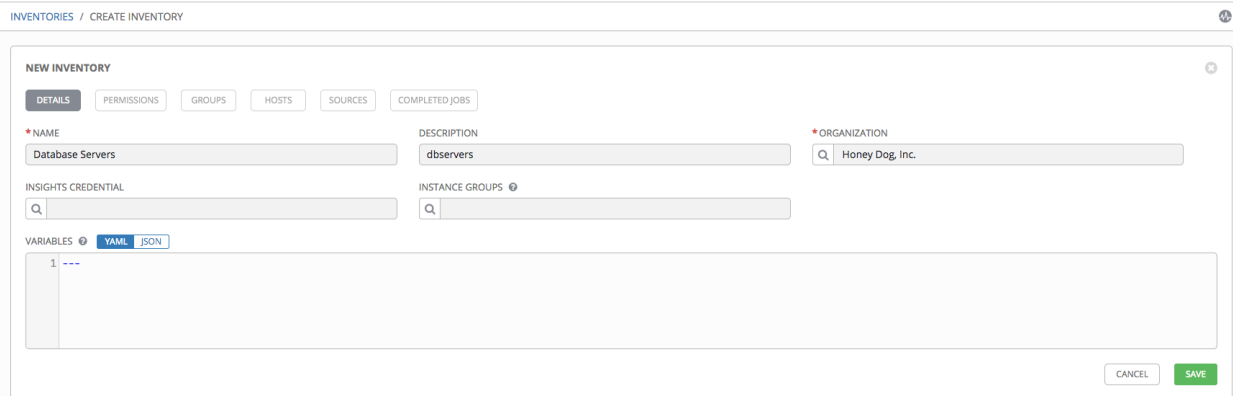 INVENTORIES / CREATE INVENTORY
NEW INVENTORY
DETAILS PERMISSIONS GROUPS HOSTS SOURCES COMPLETED JOBS
* NAME DESCRIPTION * ORGANIZATION
Database Servers dbservers Honey Dog, Inc.
INSIGHTS CREDENTIAL INSTANCE GROUPS ?
VARIABLES ? YAML JSON
1 ---
CANCEL SAVE